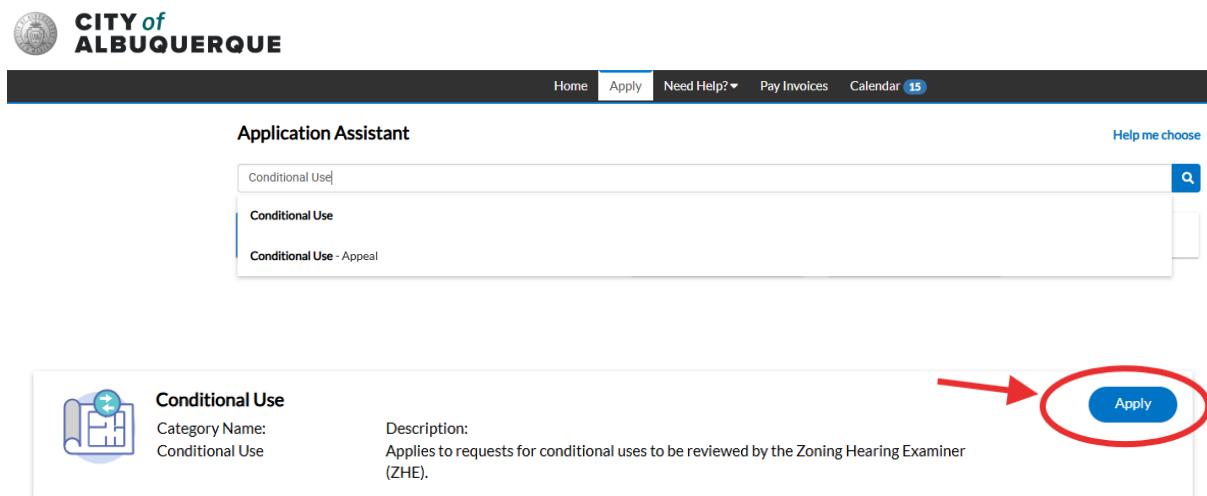 CITY of
ALBUQUERQUE
Home Apply Need Help? Pay Invoices Calendar 15
Application Assistant Help me choose
Conditional Use
Conditional Use
Conditional Use - Appeal
Conditional Use Apply
Category Name: Description:
Conditional Use Applies to requests for conditional uses to be reviewed by the Zoning Hearing Examiner
(ZHE).